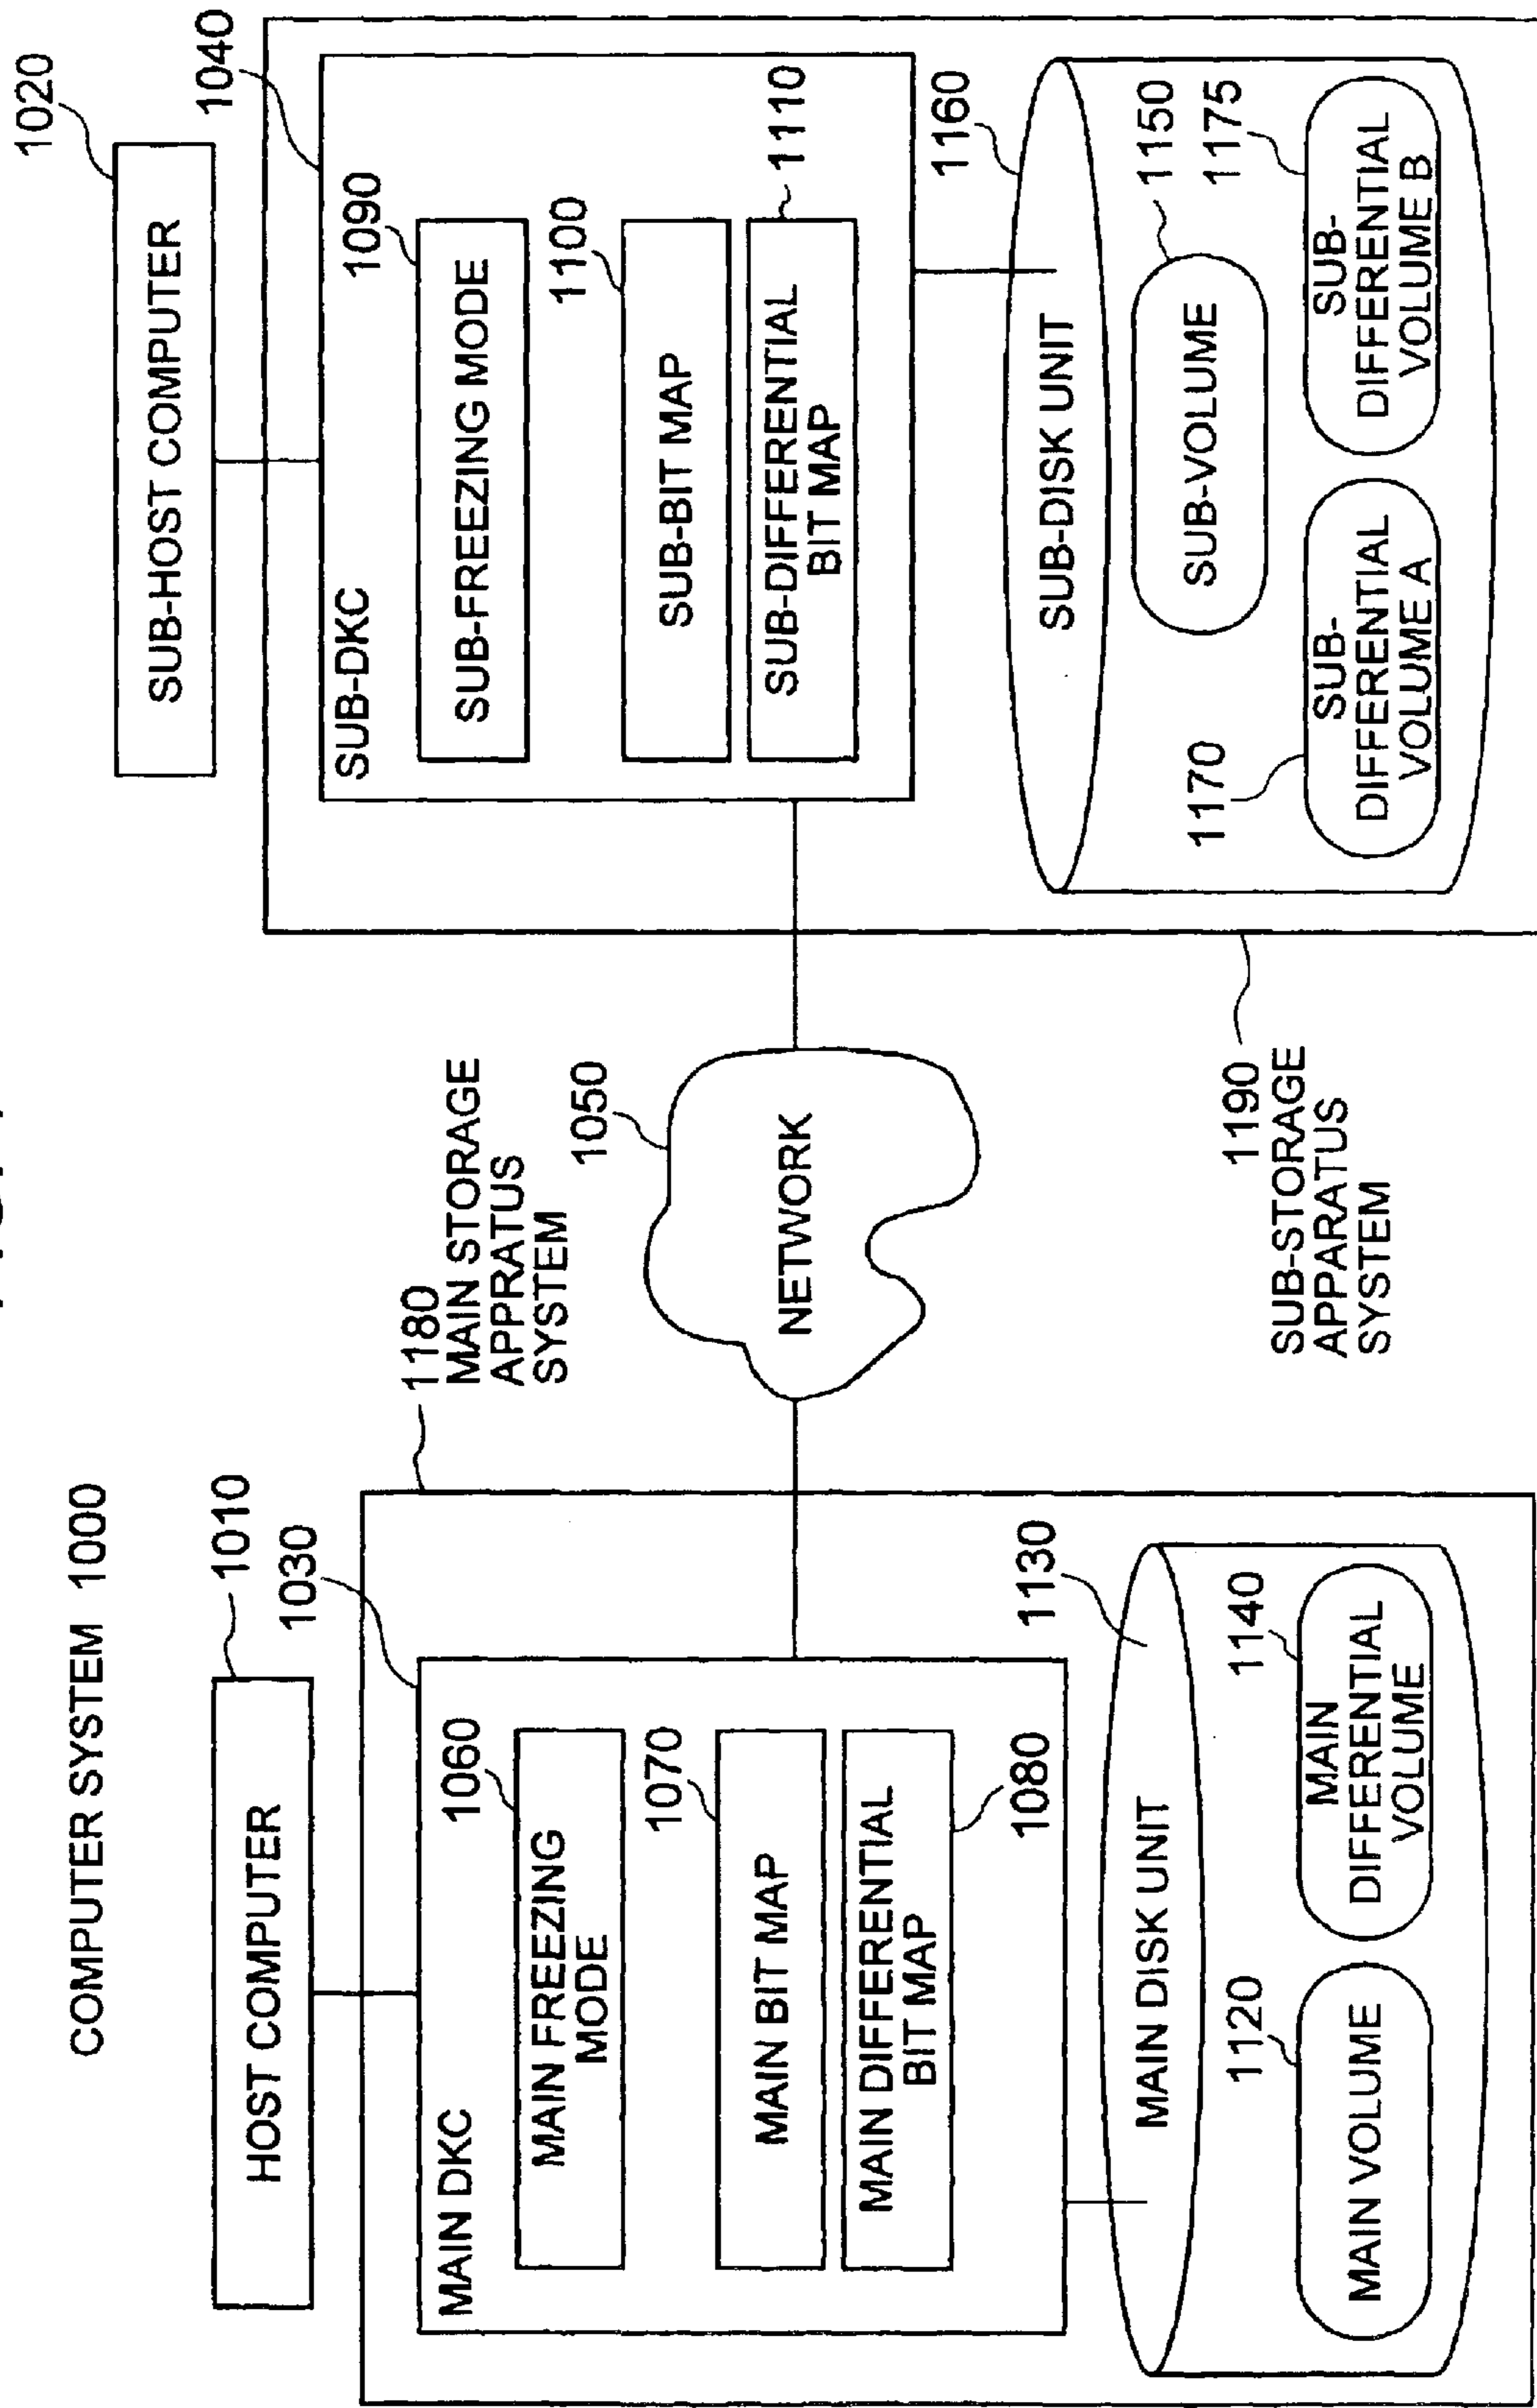 COMPUTER SYSTEM 1000
HOST COMPUTER
1010
1030
MAIN DKC
1060
MAIN FREEZING
MODE
1070
MAIN BIT MAP
MAIN DIFFERENTIAL
BIT MAP
1080
1130
MAIN DISK UNIT
1120
MAIN VOLUME
1140
MAIN
DIFFERENTIAL
VOLUME
1180
MAIN STORAGE
APPRATUS
SYSTEM
1050
NETWORK
1190
SUB-STORAGE
APPARATUS
SYSTEM
1020
SUB-HOST COMPUTER
1040
SUB-DKC
1090
SUB-FREEZING MODE
1100
SUB-BIT MAP
SUB-DIFFERENTIAL
BIT MAP
1110
1160
SUB-DISK UNIT
SUB-VOLUME
1150
1170
SUB-
DIFFERENTIAL
VOLUME A
1175
SUB-
DIFFERENTIAL
VOLUME B